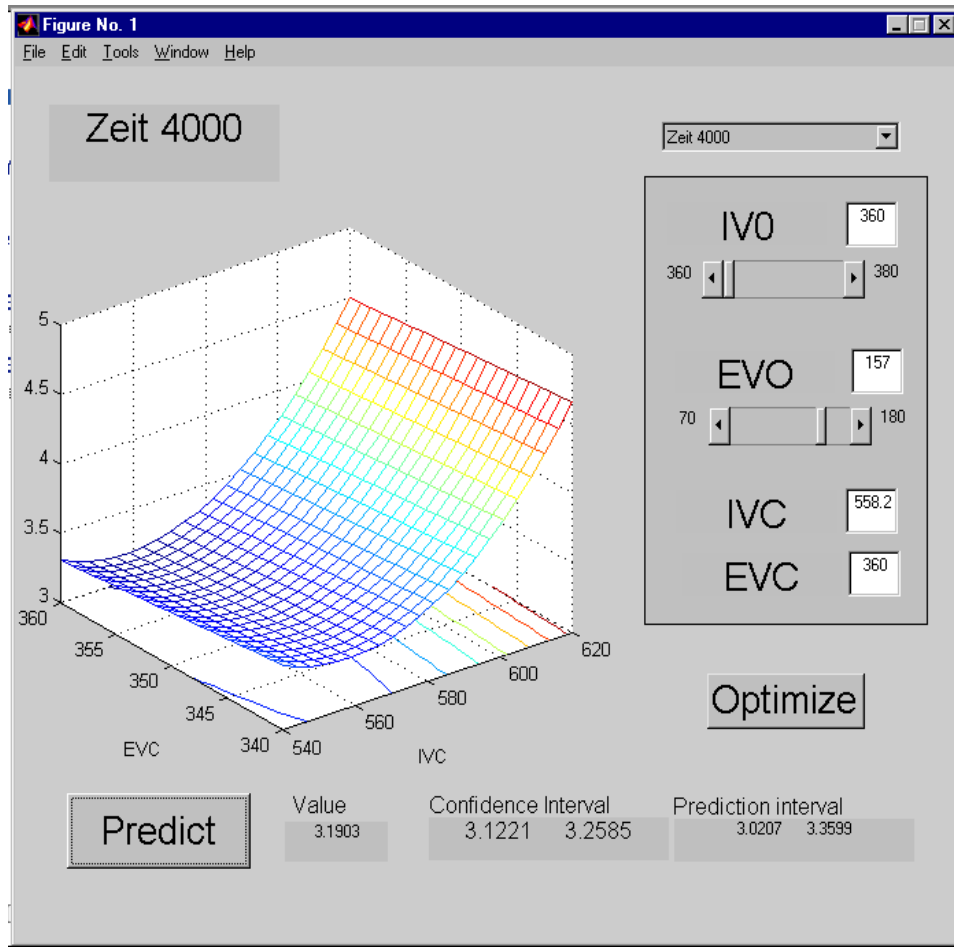 Figure No. 1
File Edit Tools Window Help
Zeit 4000
Zeit 4000
IV0
360
360
380
EVO
157
70
180
IVC
558.2
EVC
360
5
4.5
4
3.5
3
360
355
350
345
340
EVC
540
560
580
600
620
IVC
Optimize
Predict
Value
3.1903
Confidence Interval
3.1221 3.2585
Prediction interval
3.0207 3.3599